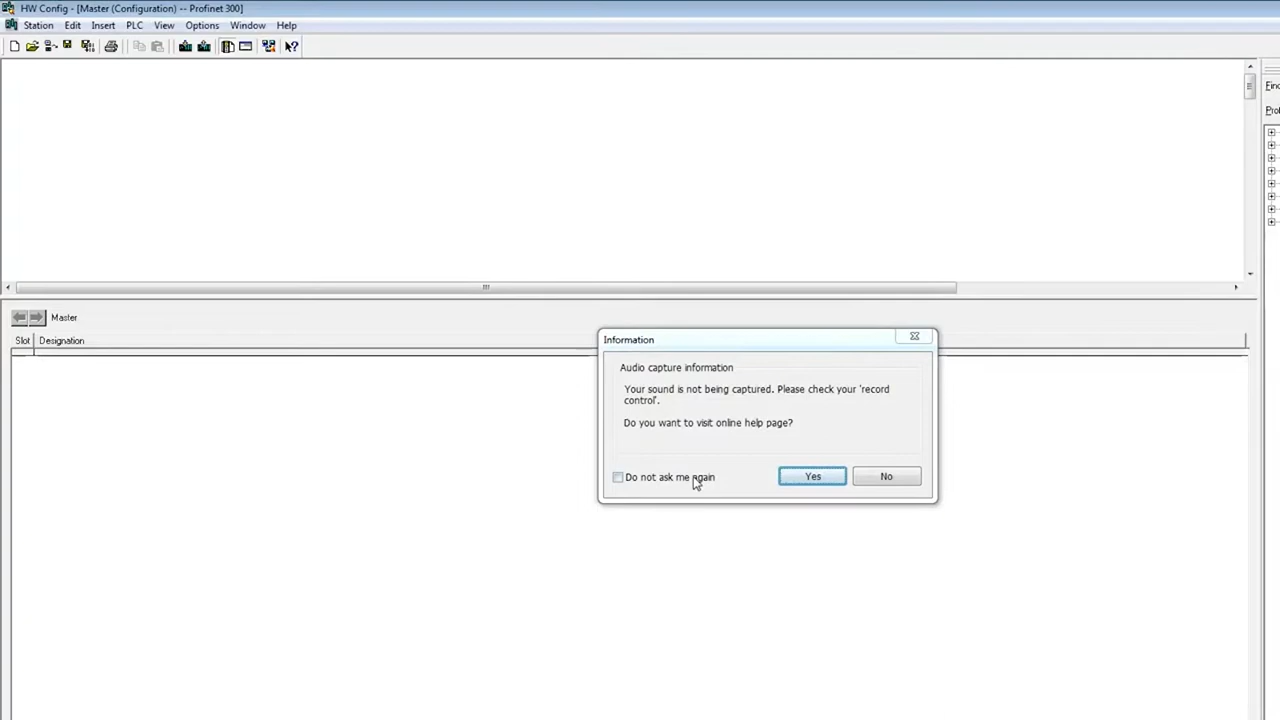 HW Config - [Master (Configuration) -- Profinet 300]
Station Edit Insert PLC View Options Window Help
Master
Slot Designation
Information
Audio capture information
Your sound is not being captured. Please check your 'record
control'.
Do you want to visit online help page?
Do not ask me again Yes No